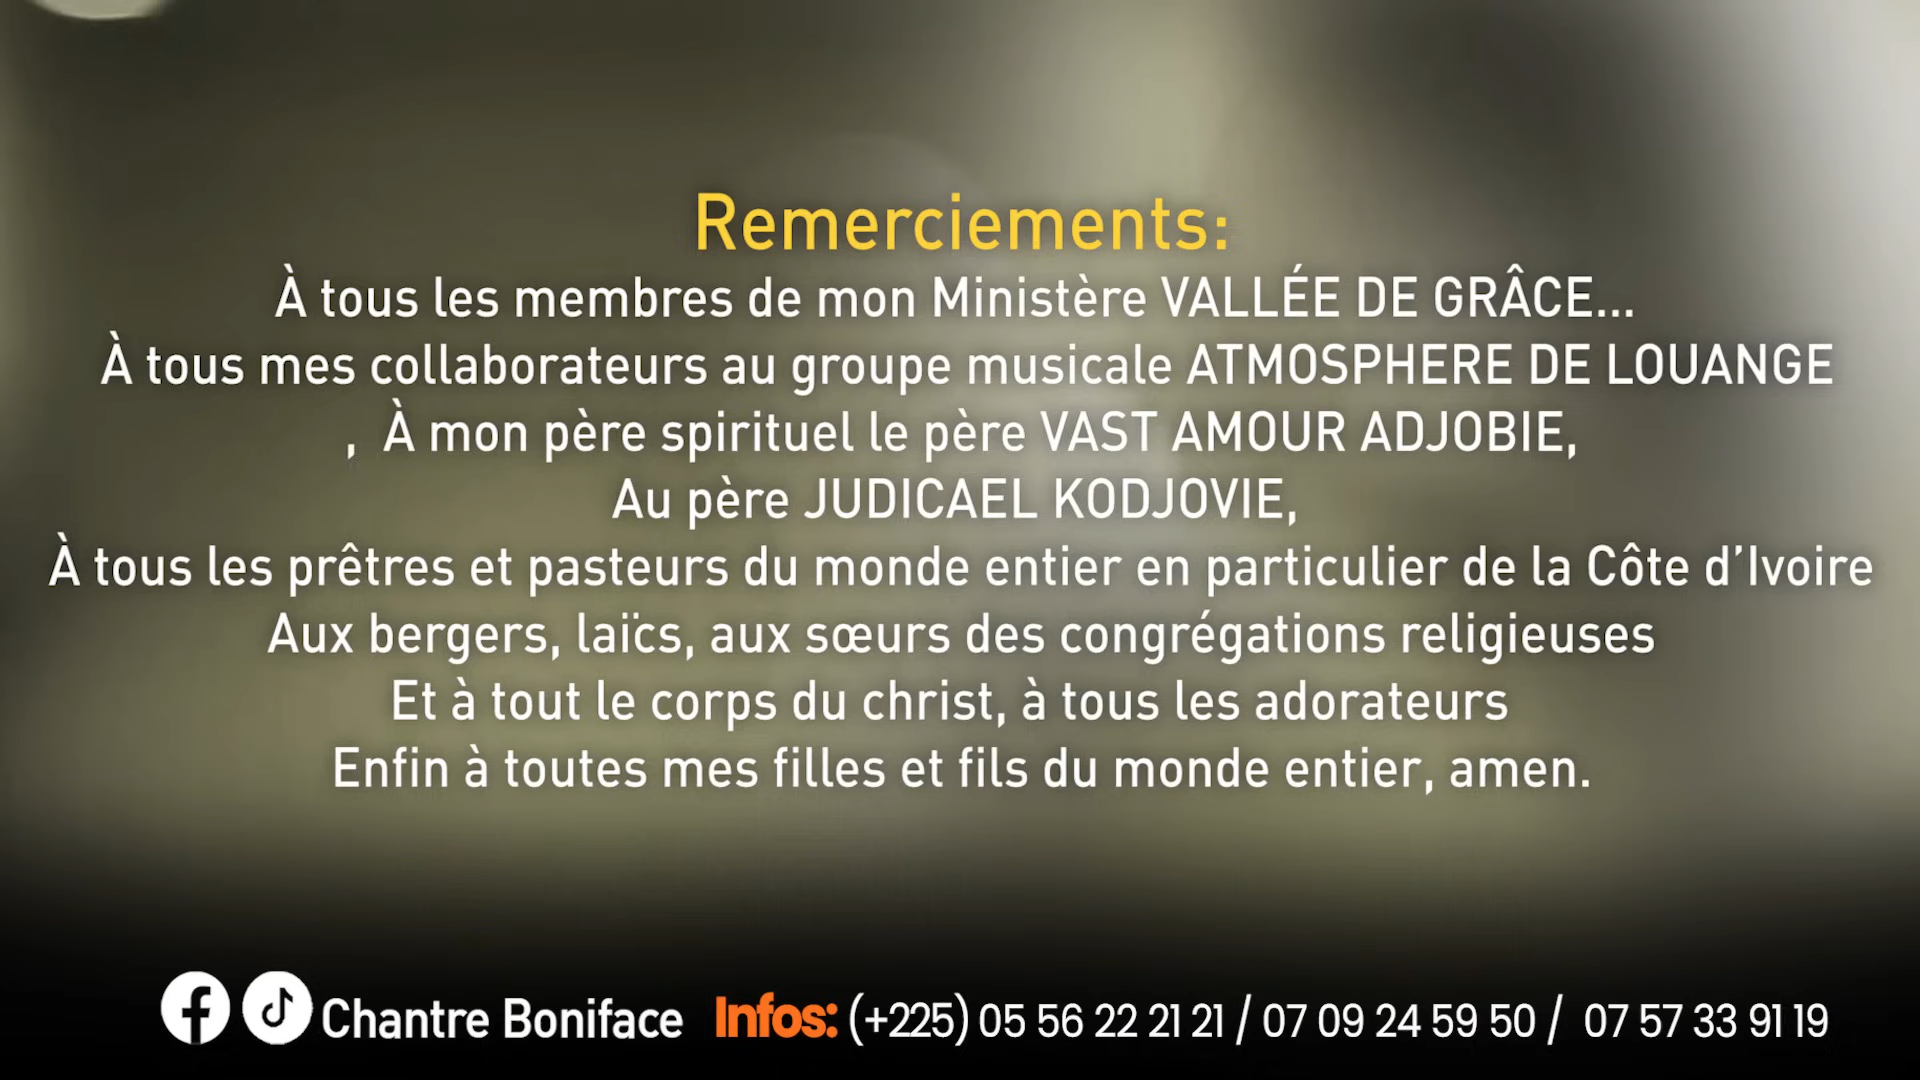 Remerciements:
À tous les membres de mon Ministère VALLÉE DE GRÂCE...
À tous mes collaborateurs au groupe musicale ATMOSPHERE DE LOUANGE
, À mon père spirituel le père VAST AMOUR ADJOBIE,
Au père JUDICAEL KODJOVIE,
À tous les prêtres et pasteurs du monde entier en particulier de la Côte d’Ivoire
Aux bergers, laïcs, aux sœurs des congrégations religieuses
Et à tout le corps du christ, à tous les adorateurs
Enfin à toutes mes filles et fils du monde entier, amen.
Chantre Boniface Infos: (+225) 05 56 22 21 21 / 07 09 24 59 50 / 07 57 33 91 19